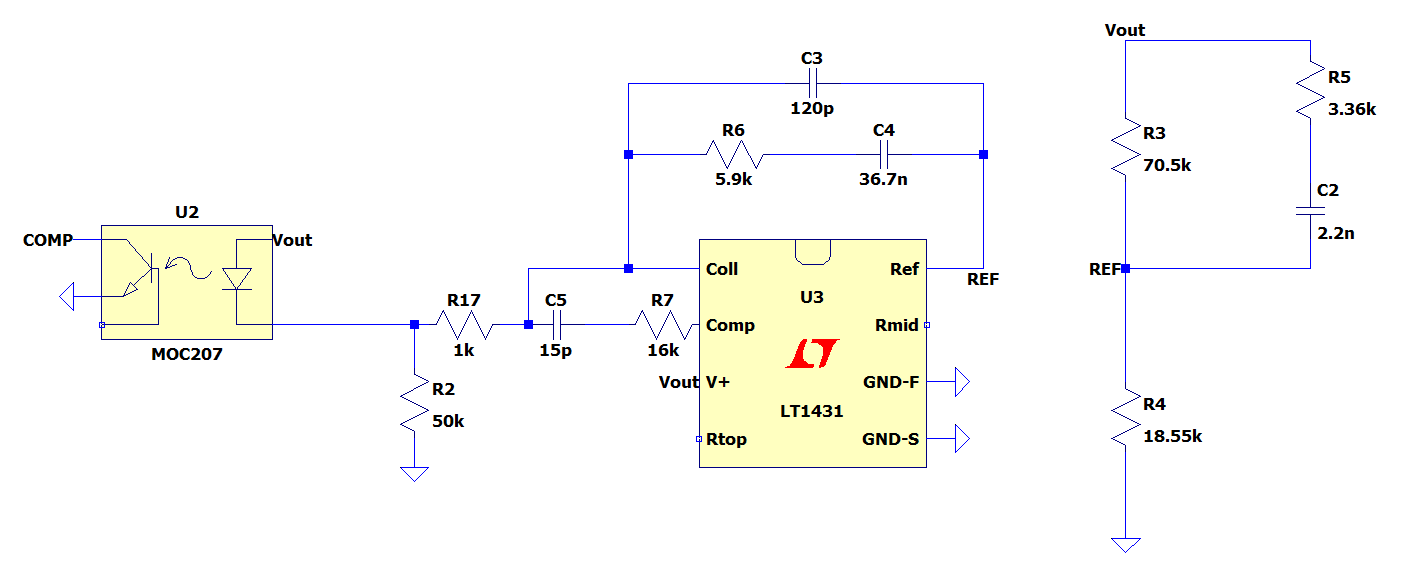 Vout
C3
120p
R5
3.36k
R6
5.9k
C4
36.7n
R3
70.5k
C2
2.2n
U2
COMP
Vout
MOC207
R17
1k
C5
15p
R7
16k
R2
50k
Coll
Ref
REF
U3
Comp
Rmid
Vout
V+
GND-F
LT1431
Rtop
GND-S
REF
R4
18.55k